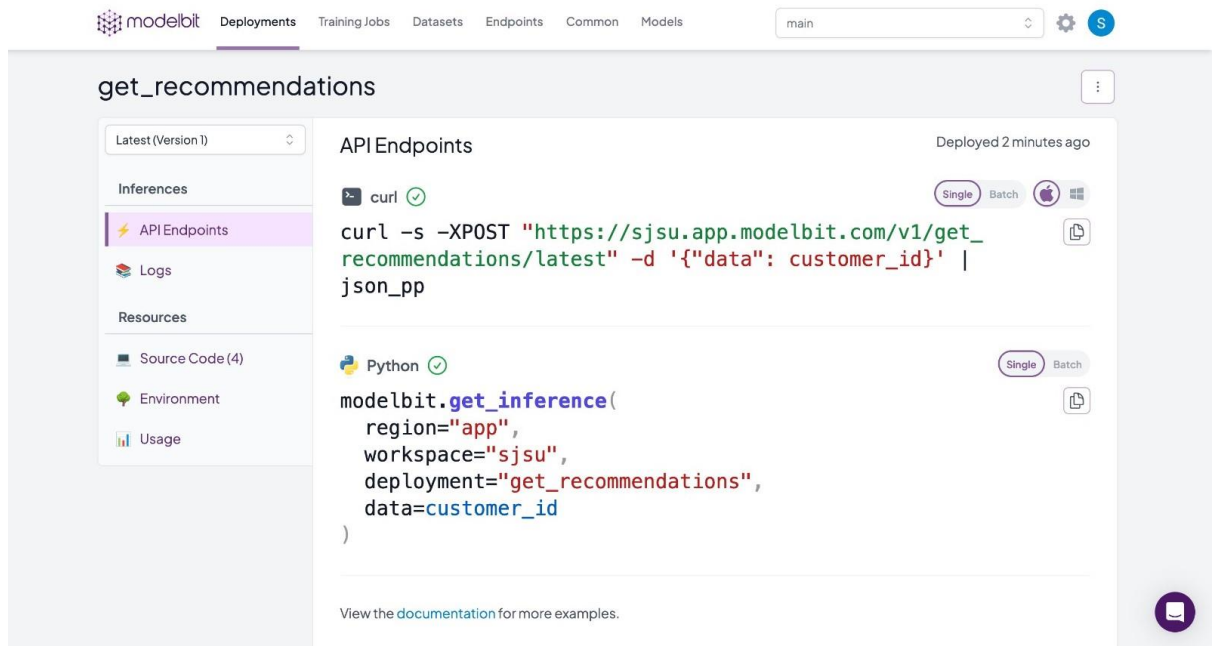 modelbit Deployments Training Jobs Datasets Endpoints Common Models main S
get_recommendations
Latest (Version 1)
Inferences
⚡ API Endpoints
📚 Logs
Resources
💻 Source Code (4)
🌳 Environment
📊 Usage
API Endpoints Deployed 2 minutes ago
curl Single Batch
curl -s -XPOST "https://sjsu.app.modelbit.com/v1/get_
recommendations/latest" -d '{"data": customer_id}' |
json_pp
Python Single Batch
modelbit.get_inference(
region="app",
workspace="sjsu",
deployment="get_recommendations",
data=customer_id
)
View the documentation for more examples.